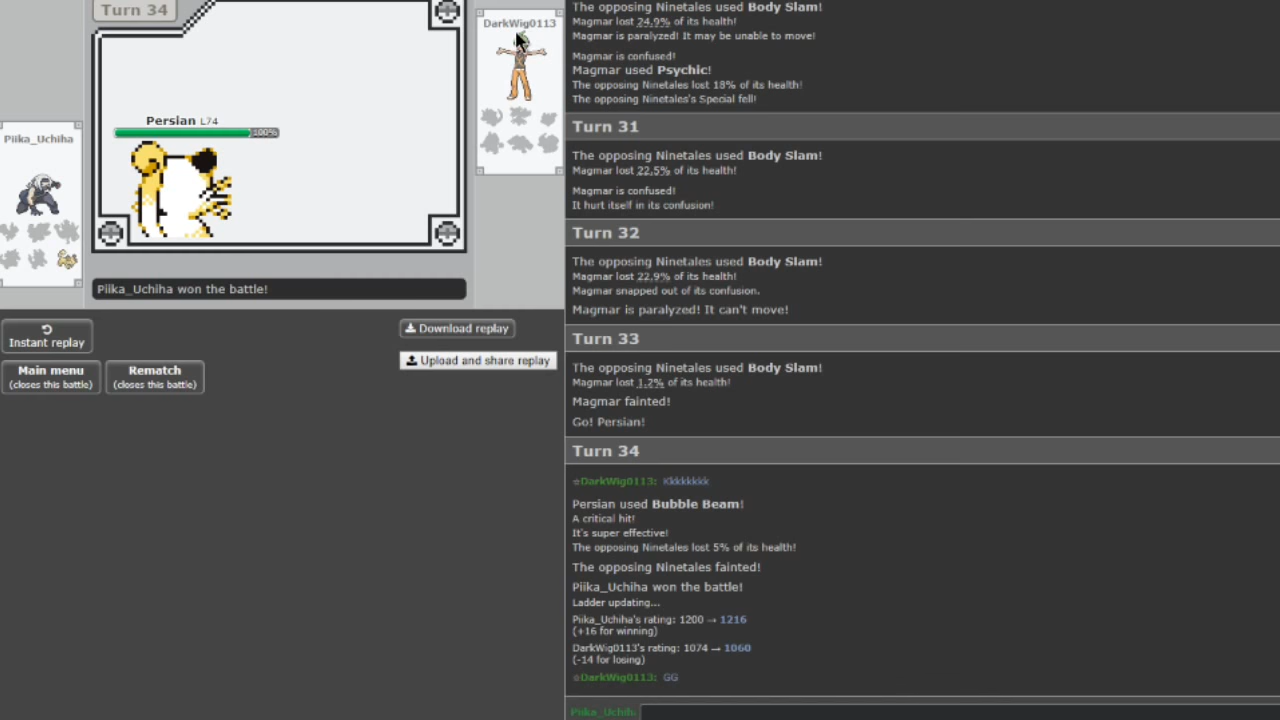 Turn 34
DarkWig0113
Persian L74
100%
Piika_Uchiha
Piika_Uchiha won the battle!
Instant replay
Download replay
Upload and share replay
Main menu
(closes this battle)
Rematch
(closes this battle)
The opposing Ninetales used Body Slam!
Magmar lost 24.9% of its health!
Magmar is paralyzed! It may be unable to move!
Magmar is confused!
Magmar used Psychic!
The opposing Ninetales lost 18% of its health!
The opposing Ninetales's Special fell!
Turn 31
The opposing Ninetales used Body Slam!
Magmar lost 22.5% of its health!
Magmar is confused!
It hurt itself in its confusion!
Turn 32
The opposing Ninetales used Body Slam!
Magmar lost 22.9% of its health!
Magmar snapped out of its confusion.
Magmar is paralyzed! It can't move!
Turn 33
The opposing Ninetales used Body Slam!
Magmar lost 1.2% of its health!
Magmar fainted!
Go! Persian!
Turn 34
☆DarkWig0113: Kkkkkkkk
Persian used Bubble Beam!
A critical hit!
It's super effective!
The opposing Ninetales lost 5% of its health!
The opposing Ninetales fainted!
Piika_Uchiha won the battle!
Ladder updating...
Piika_Uchiha's rating: 1200 → 1216
(+16 for winning)
DarkWig0113's rating: 1074 → 1060
(-14 for losing)
☆DarkWig0113: GG
Piika_Uchiha: